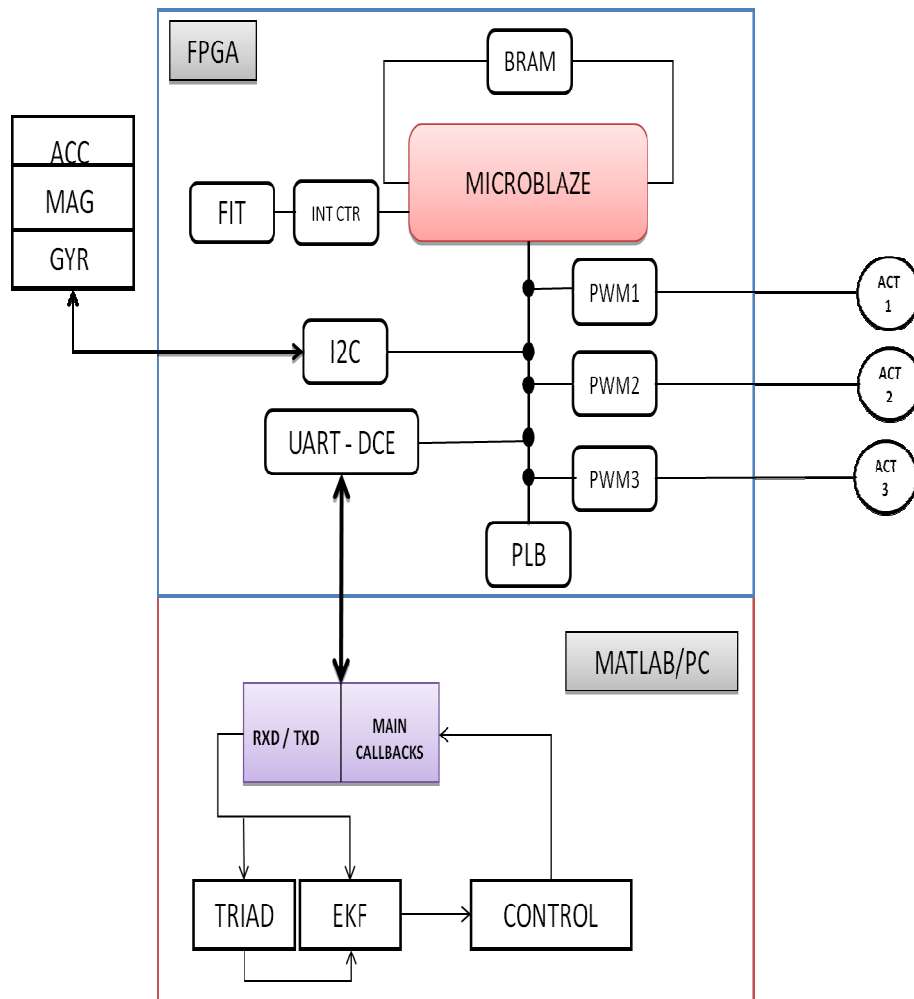 FPGA
BRAM
ACC
MICROBLAZE
MAG
FIT
INT CTR
GYR
PWM1
ACT
1
I2C
PWM2
ACT
2
UART - DCE
PWM3
ACT
3
PLB
MATLAB/PC
RXD / TXD
MAIN
CALLBACKS
TRIAD
EKF
CONTROL